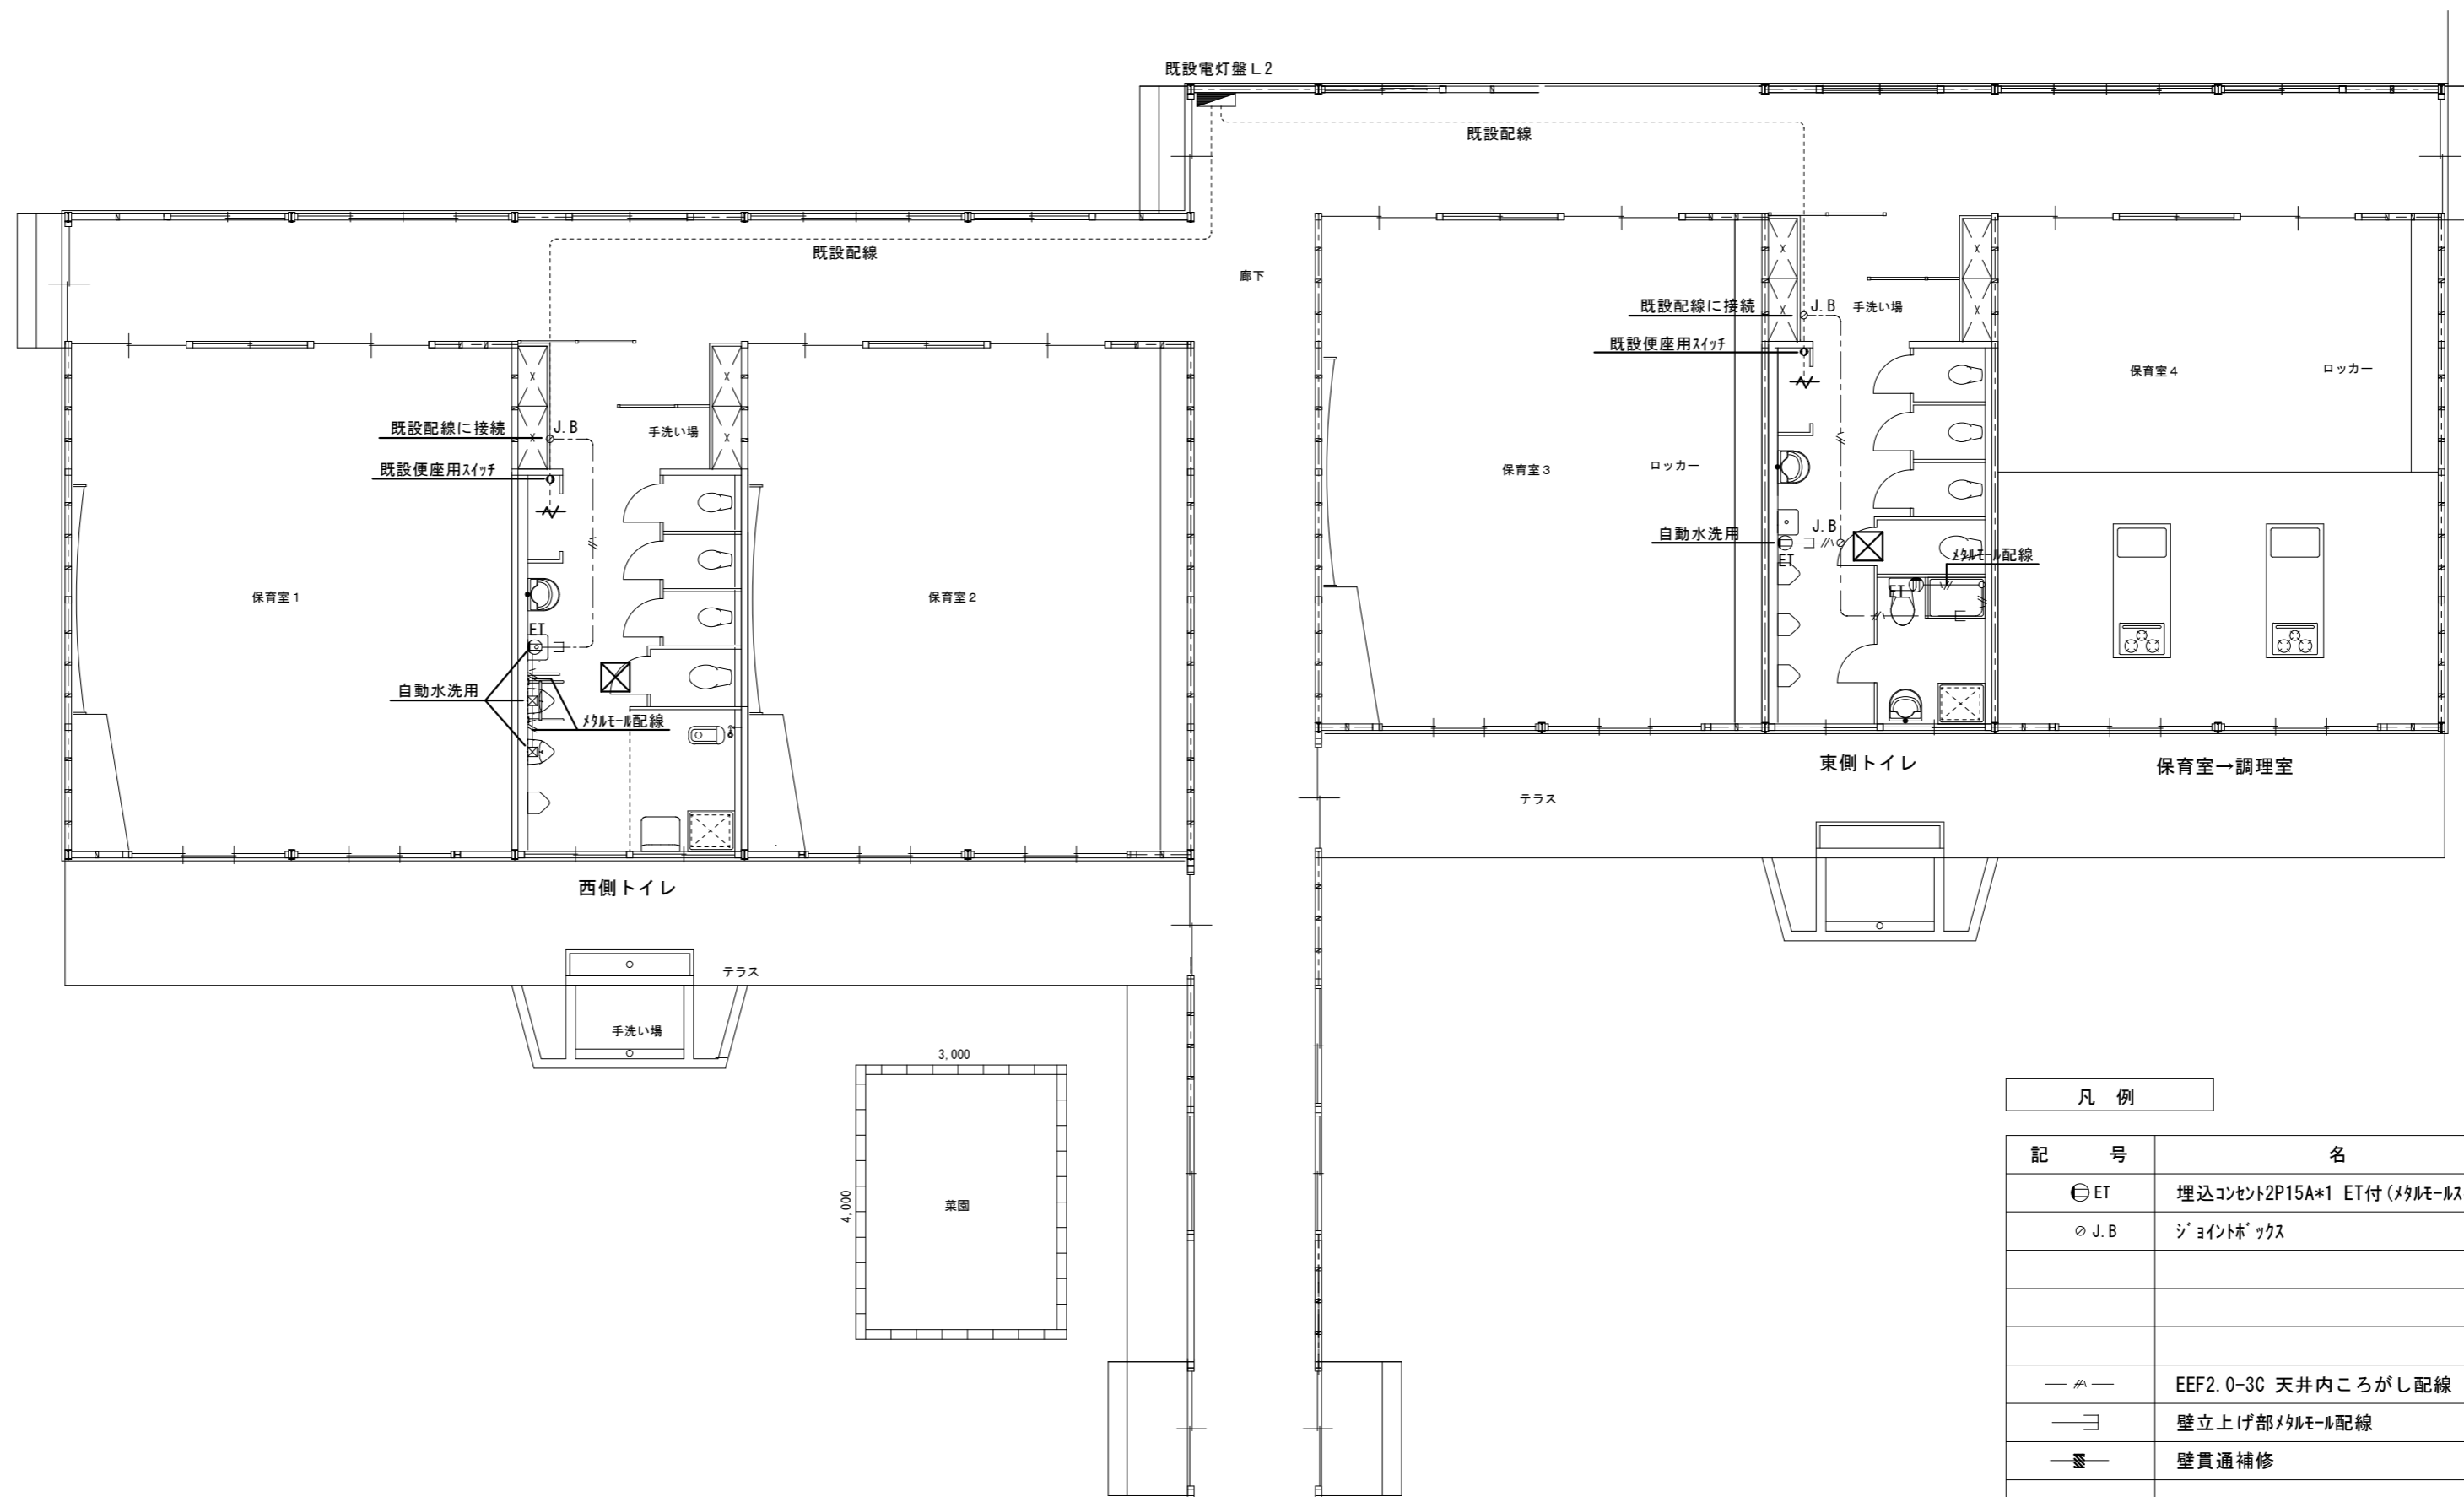 既設電灯盤L2
既設配線
既設配線
廊下
既設配線に接続
J.B
手洗い場
既設便座用スイッチ
保育室4
ロッカー
既設配線に接続
J.B
手洗い場
既設便座用スイッチ
保育室3
ロッカー
自動水洗用
J.B
ET
メタルモール配線
ET
保育室1
保育室2
ET
自動水洗用
メタルモール配線
東側トイレ
保育室→調理室
テラス
西側トイレ
テラス
手洗い場
3,000
4,000
菜園
凡 例
記 号 名
ET 埋込コンセント2P15A*1 ET付(メタルモールス
J.B ジョイントボックス
EEF2.0-3C 天井内ころがし配線
壁立上げ部メタルモール配線
壁貫通補修